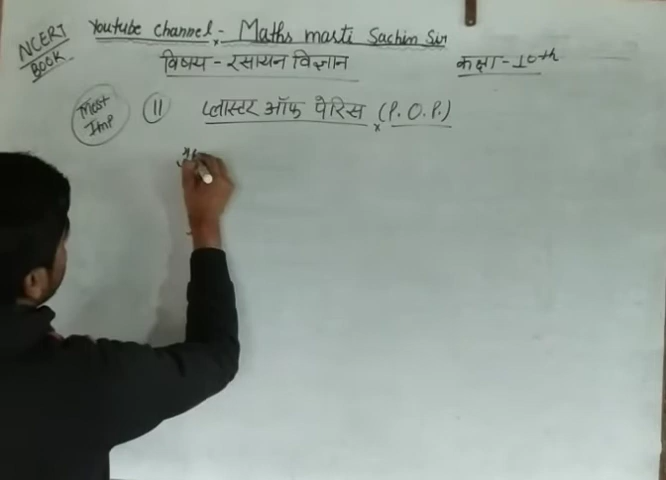 NCERT BOOK
Youtube channel - Maths masti Sachin Sir
विषय - रसायन विज्ञान कक्षा - 10th
Most Imp
11 प्लास्टर ऑफ पेरिस (P. O. P.)